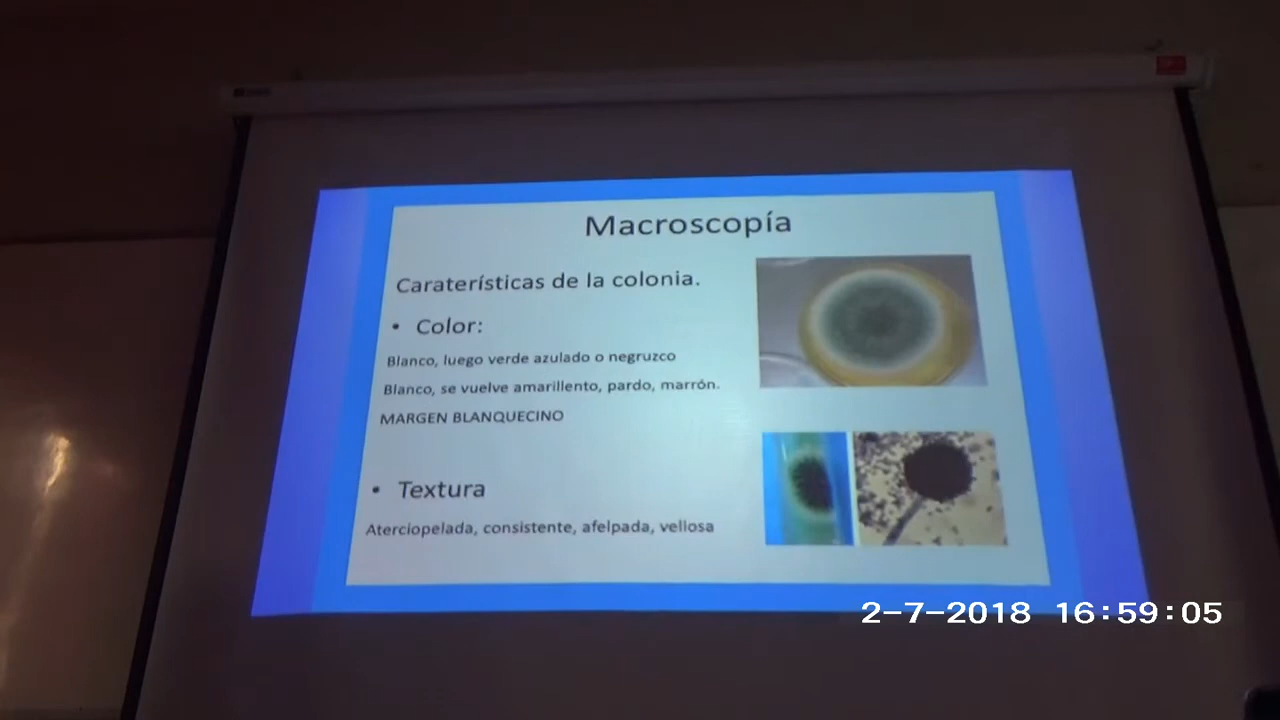 Macroscopía
Caraterísticas de la colonia.
• Color:
Blanco, luego verde azulado o negruzco
Blanco, se vuelve amarillento, pardo, marrón.
MARGEN BLANQUECINO
• Textura
Aterciopelada, consistente, afelpada, vellosa
2-7-2018 16:59:05